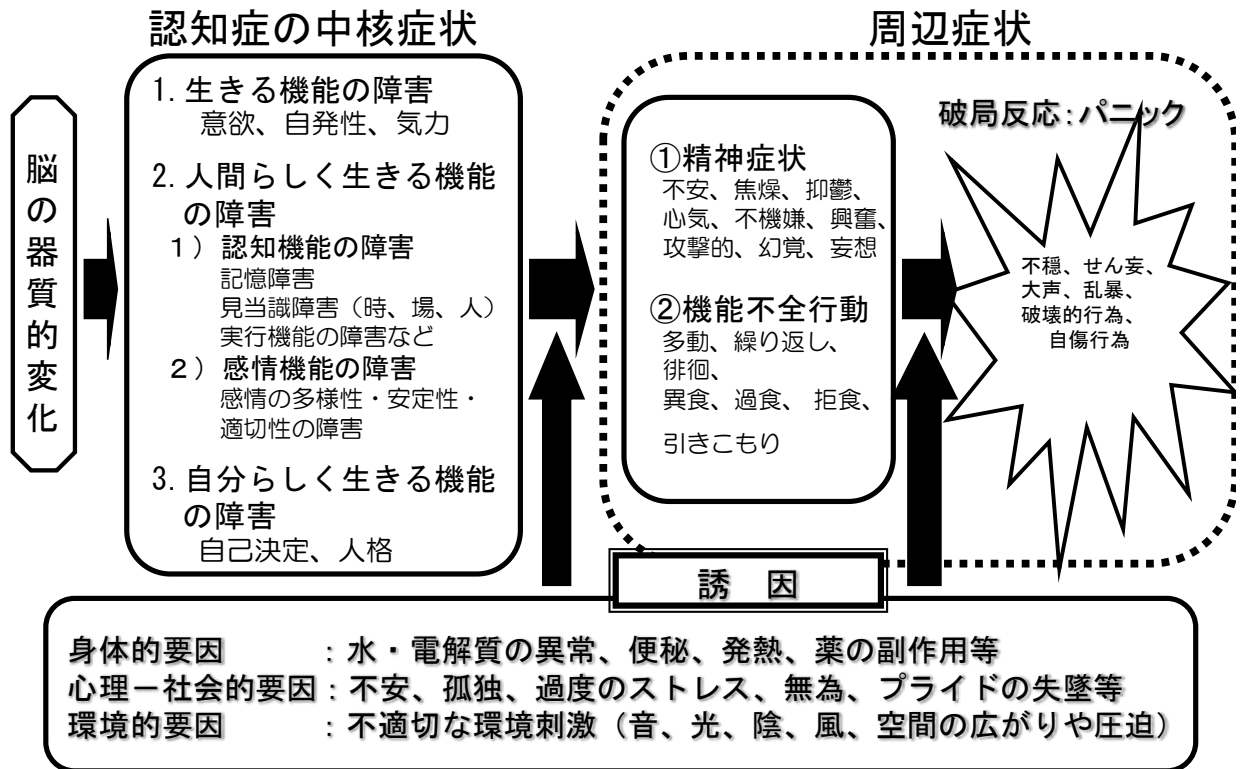 認知症の中核症状
周辺症状
脳の器質的変化
1. 生きる機能の障害
意欲、自発性、気力
2. 人間らしく生きる機能
の障害
1）認知機能の障害
記憶障害
見当識障害（時、場、人）
実行機能の障害など
2）感情機能の障害
感情の多様性・安定性・
適切性の障害
3. 自分らしく生きる機能
の障害
自己決定、人格
①精神症状
不安、焦燥、抑鬱、
心気、不機嫌、興奮、
攻撃的、幻覚、妄想
②機能不全行動
多動、繰り返し、
徘徊、
異食、過食、 拒食、
引きこもり
破局反応：パニック
不穏、せん妄、
大声、乱暴、
破壊的行為、
自傷行為
誘 因
身体的要因 ：水・電解質の異常、便秘、発熱、薬の副作用等
心理－社会的要因：不安、孤独、過度のストレス、無為、プライドの失墜等
環境的要因 ：不適切な環境刺激（音、光、陰、風、空間の広がりや圧迫）